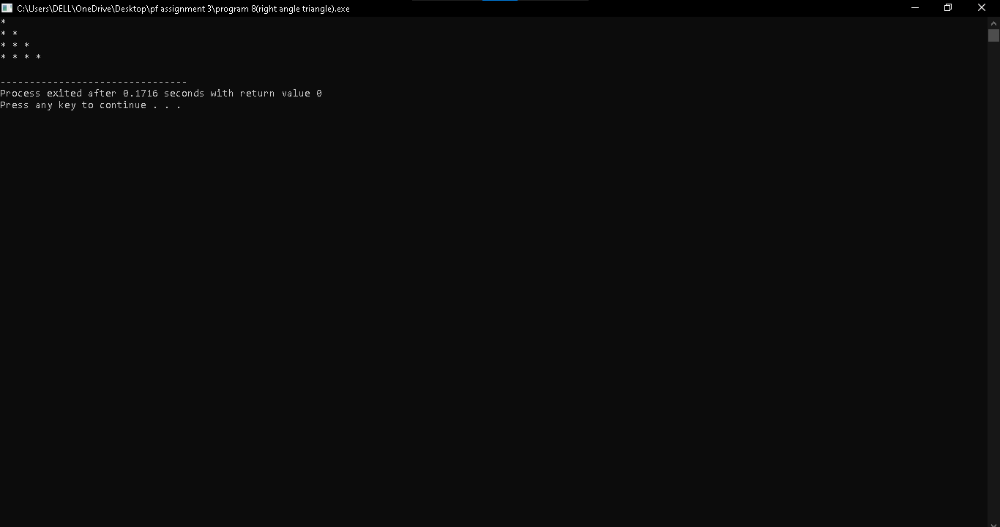 C:\Users\DELL\OneDrive\Desktop\pf assignment 3\program 8(right angle triangle).exe
*
* *
* * *
* * * *
--------------------------------
Process exited after 0.1716 seconds with return value 0
Press any key to continue . . .